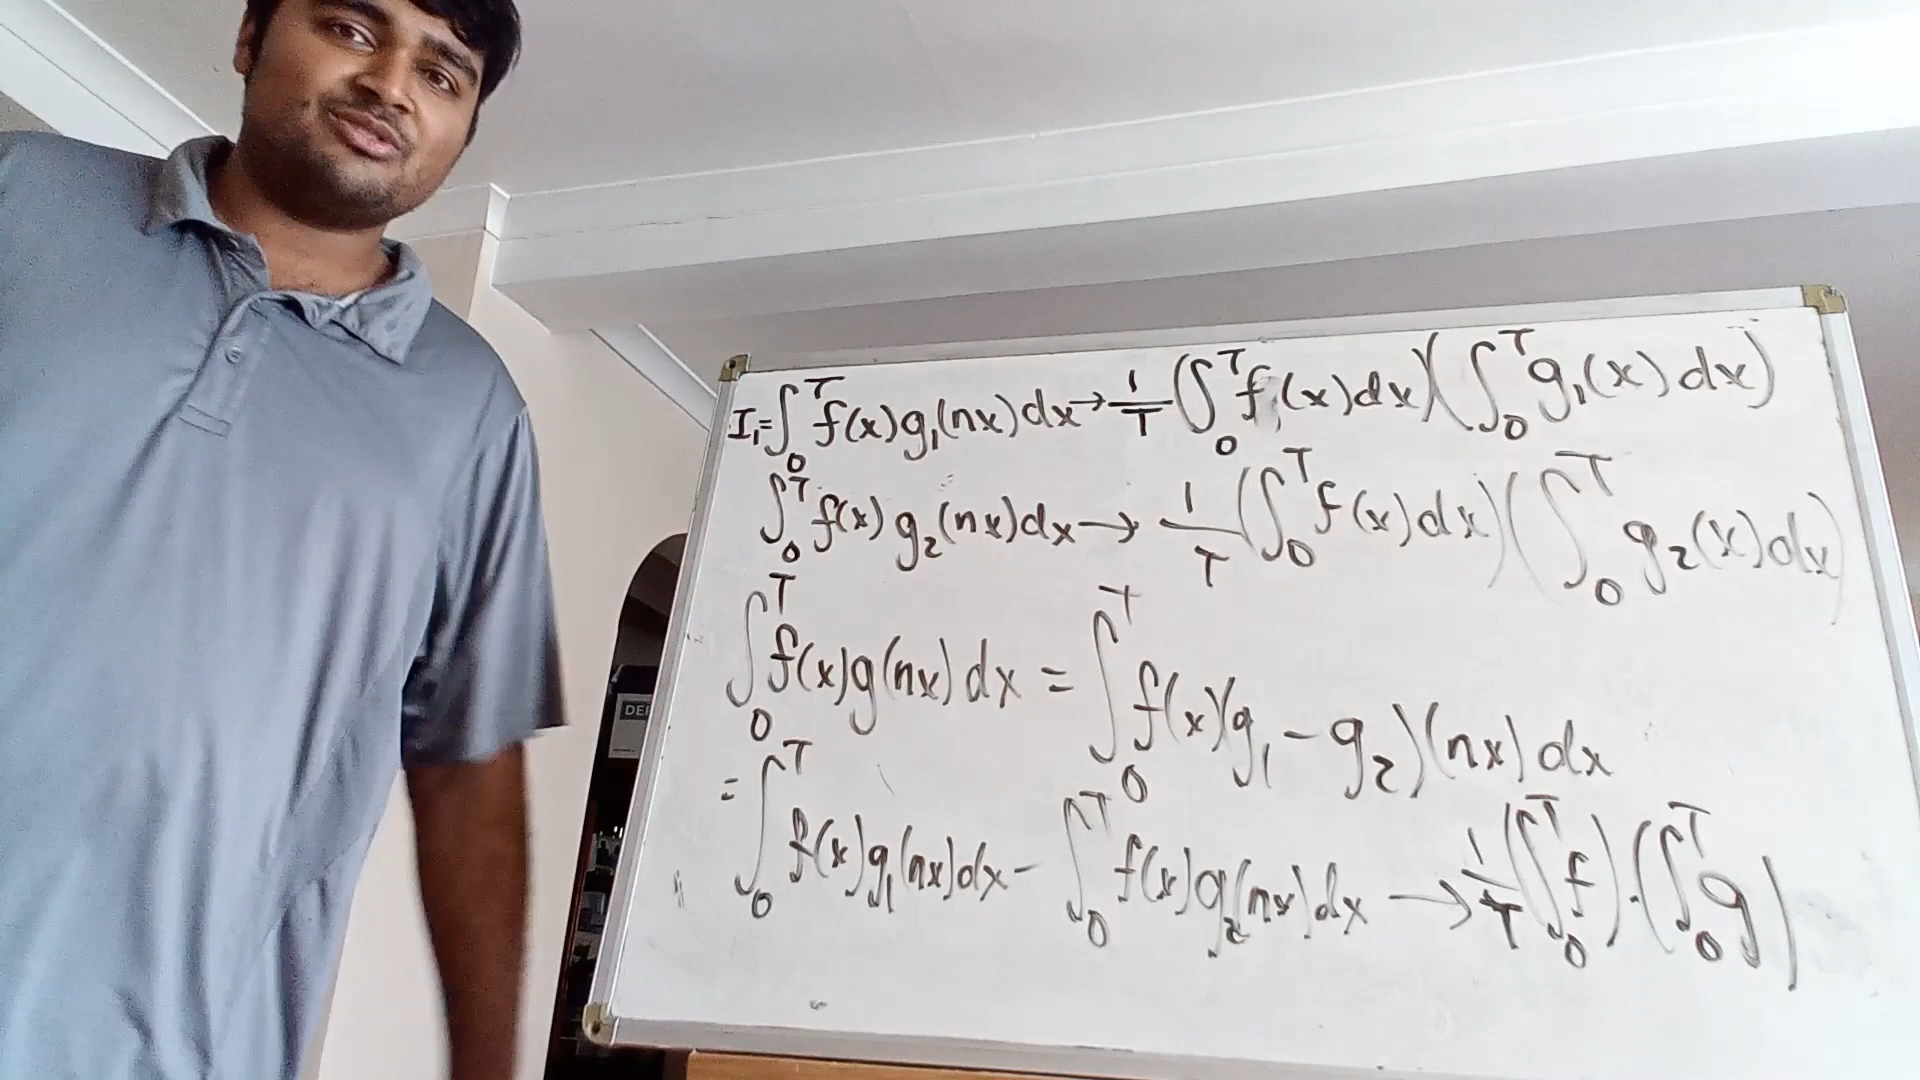 I₁=∫₀ᵀ f(x)g₁(nx)dx→1/T(∫₀ᵀ f(x)dx)(∫₀ᵀ g₁(x)dx)
∫₀ᵀ f(x)g₂(nx)dx→1/T(∫₀ᵀ f(x)dx)(∫₀ᵀ g₂(x)dx)
∫₀ᵀ f(x)g(nx)dx=∫₀ᵀ f(x)(g₁-g₂)(nx)dx
=∫₀ᵀ f(x)g₁(nx)dx-∫₀ᵀ f(x)g₂(nx)dx→1/T(∫₀ᵀ f).(∫₀ᵀ g)